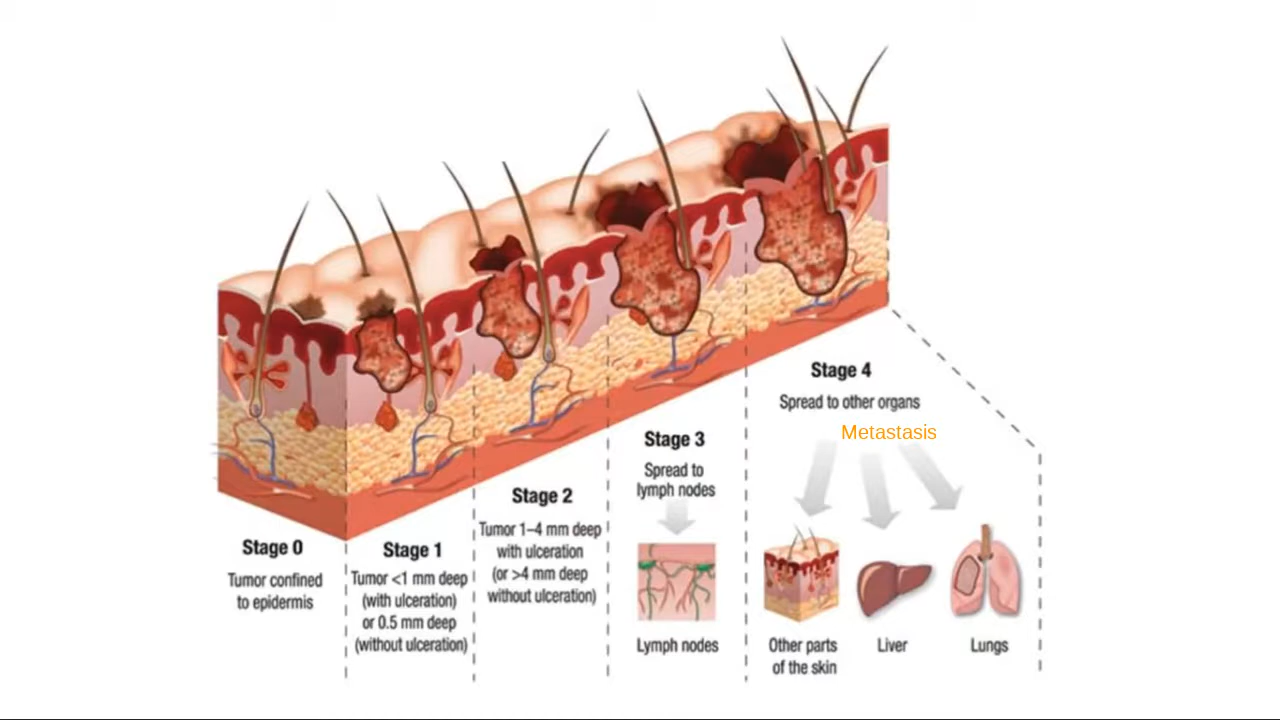 Stage 0
Tumor confined
to epidermis
Stage 1
Tumor <1 mm deep
(with ulceration)
or 0.5 mm deep
(without ulceration)
Stage 2
Tumor 1–4 mm deep
with ulceration
(or >4 mm deep
without ulceration)
Stage 3
Spread to
lymph nodes
Lymph nodes
Stage 4
Spread to other organs
Metastasis
Other parts
of the skin
Liver
Lungs